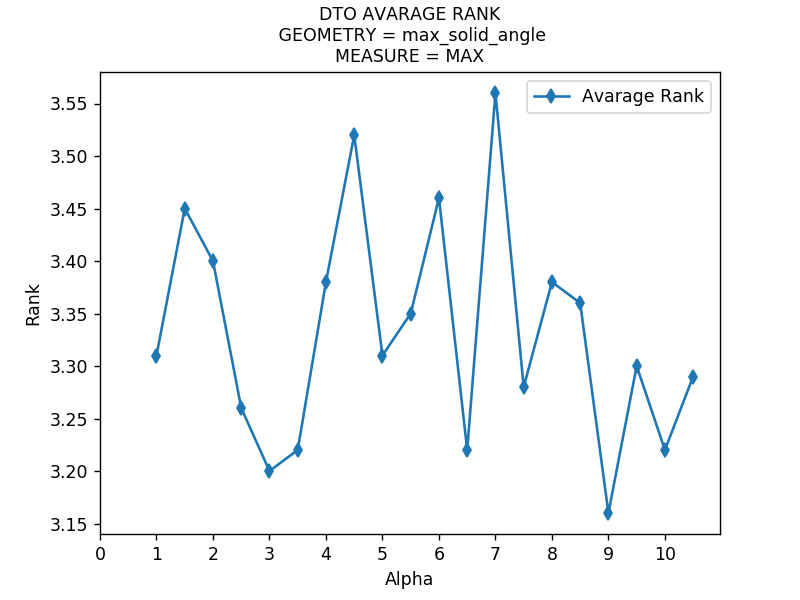 DTO AVARAGE RANK
GEOMETRY = max_solid_angle
MEASURE = MAX
Avarage Rank
3.55
3.50
3.45
3.40
3.35
3.30
3.25
3.20
3.15
Rank
0 1 2 3 4 5 6 7 8 9 10
Alpha